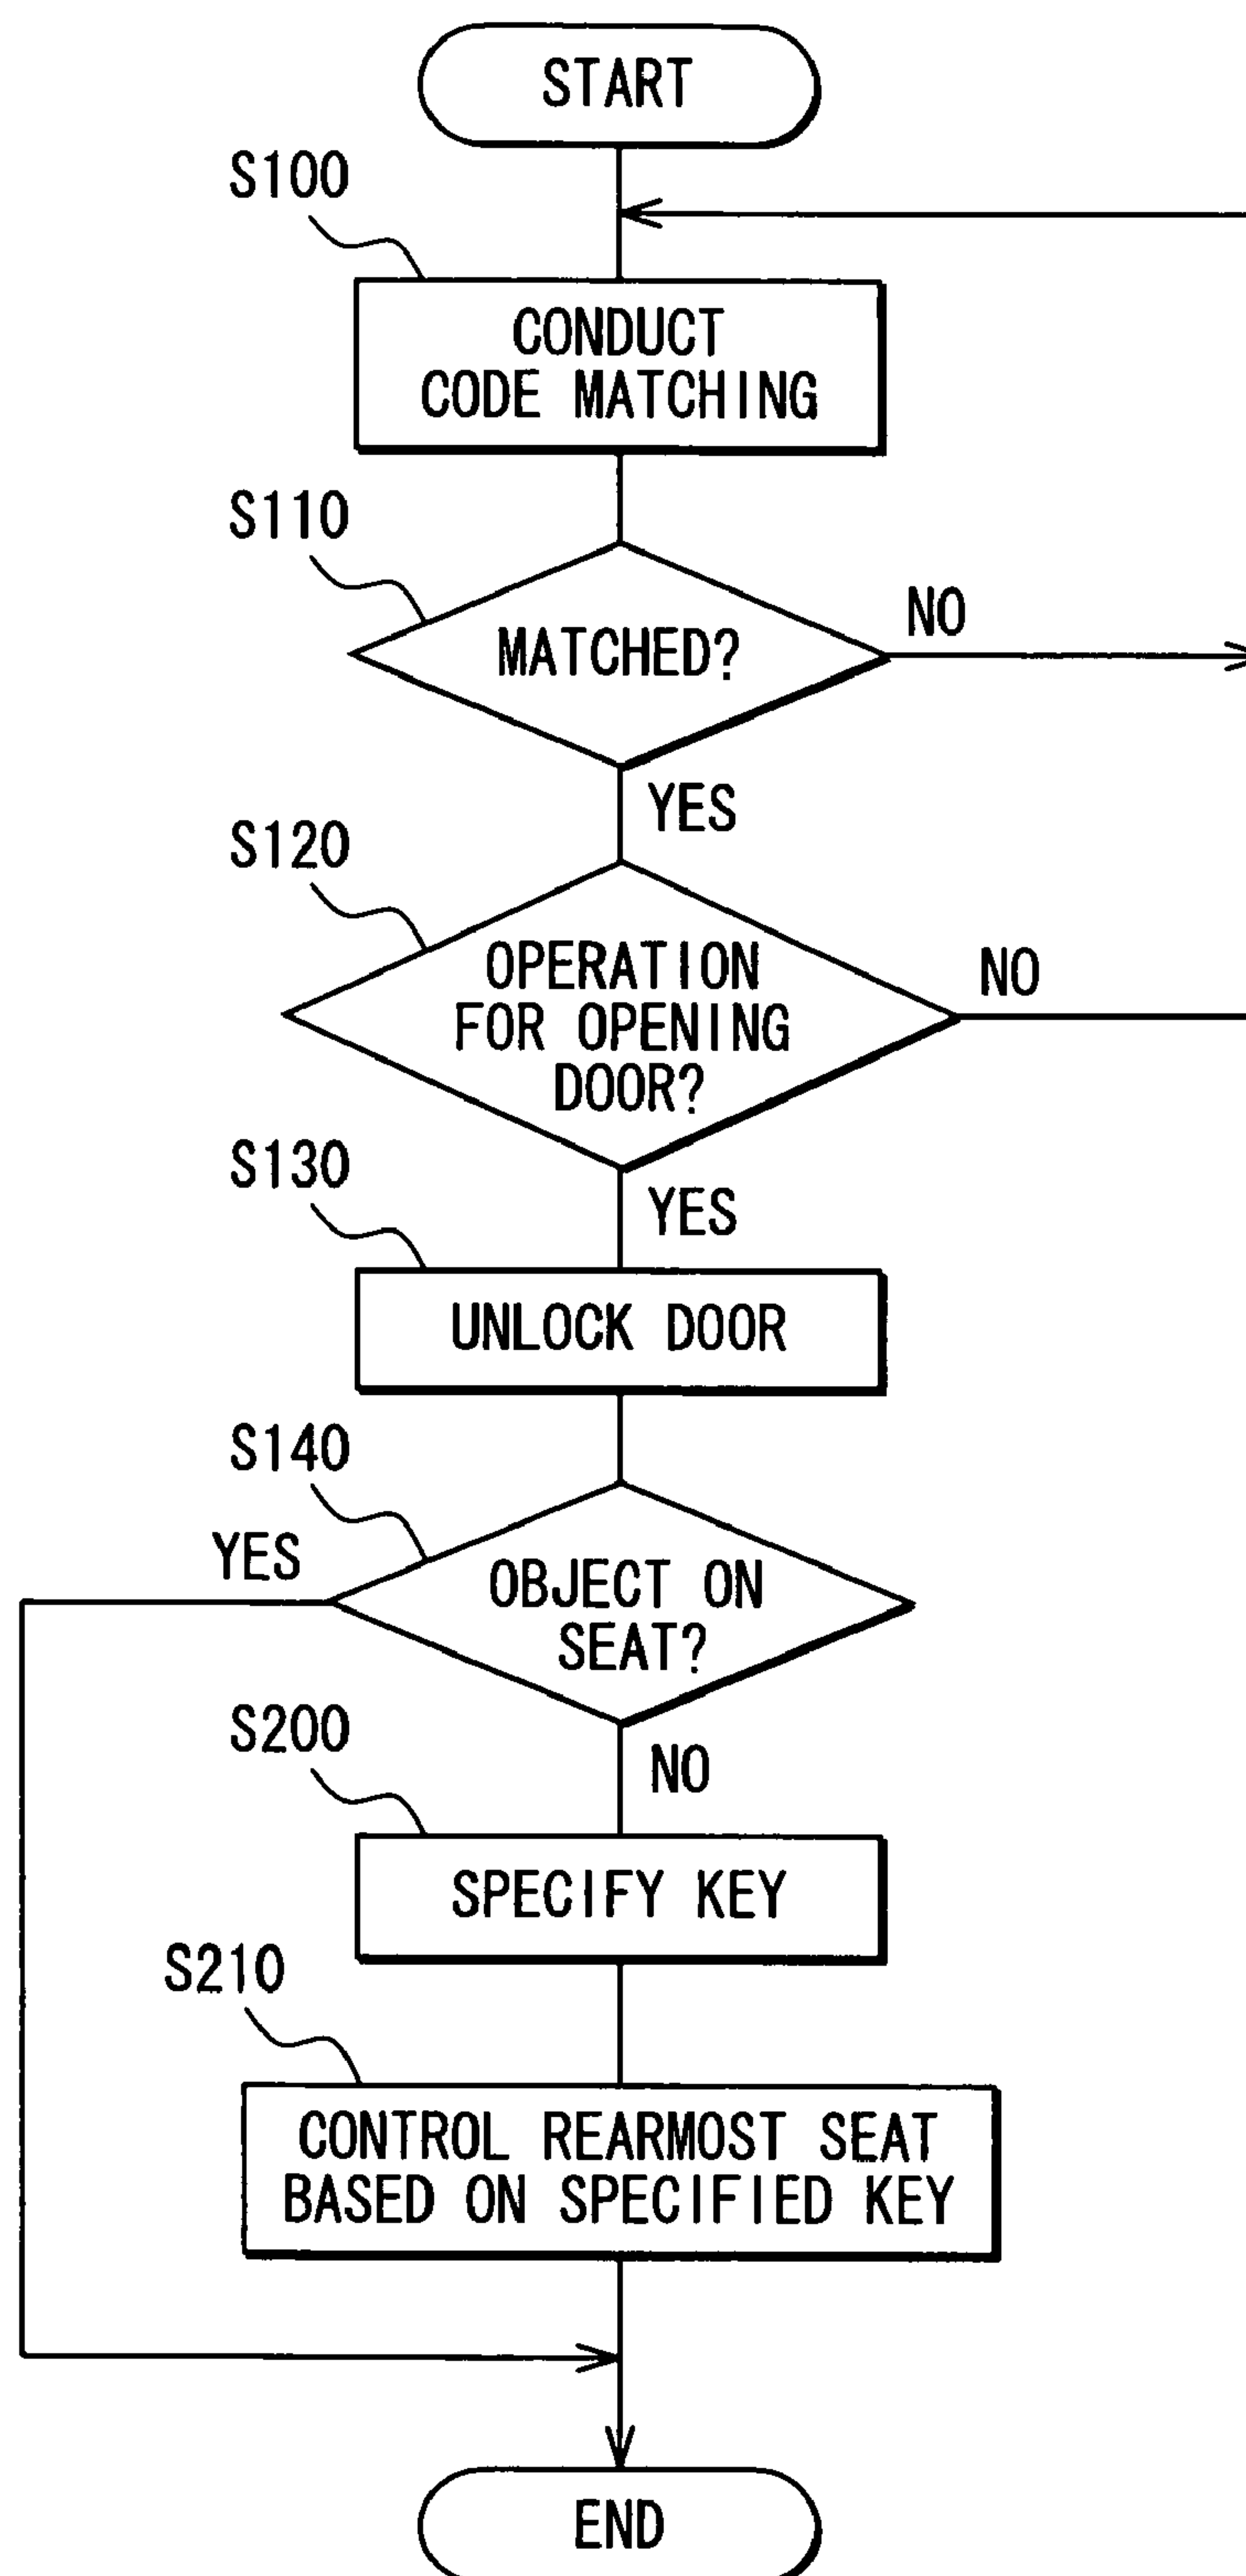 START
S100
CONDUCT
CODE MATCHING
S110
MATCHED?
NO
YES
S120
OPERATION
FOR OPENING
DOOR?
NO
S130
YES
UNLOCK DOOR
S140
YES
OBJECT ON
SEAT?
S200
NO
SPECIFY KEY
S210
CONTROL REARMOST SEAT
BASED ON SPECIFIED KEY
END